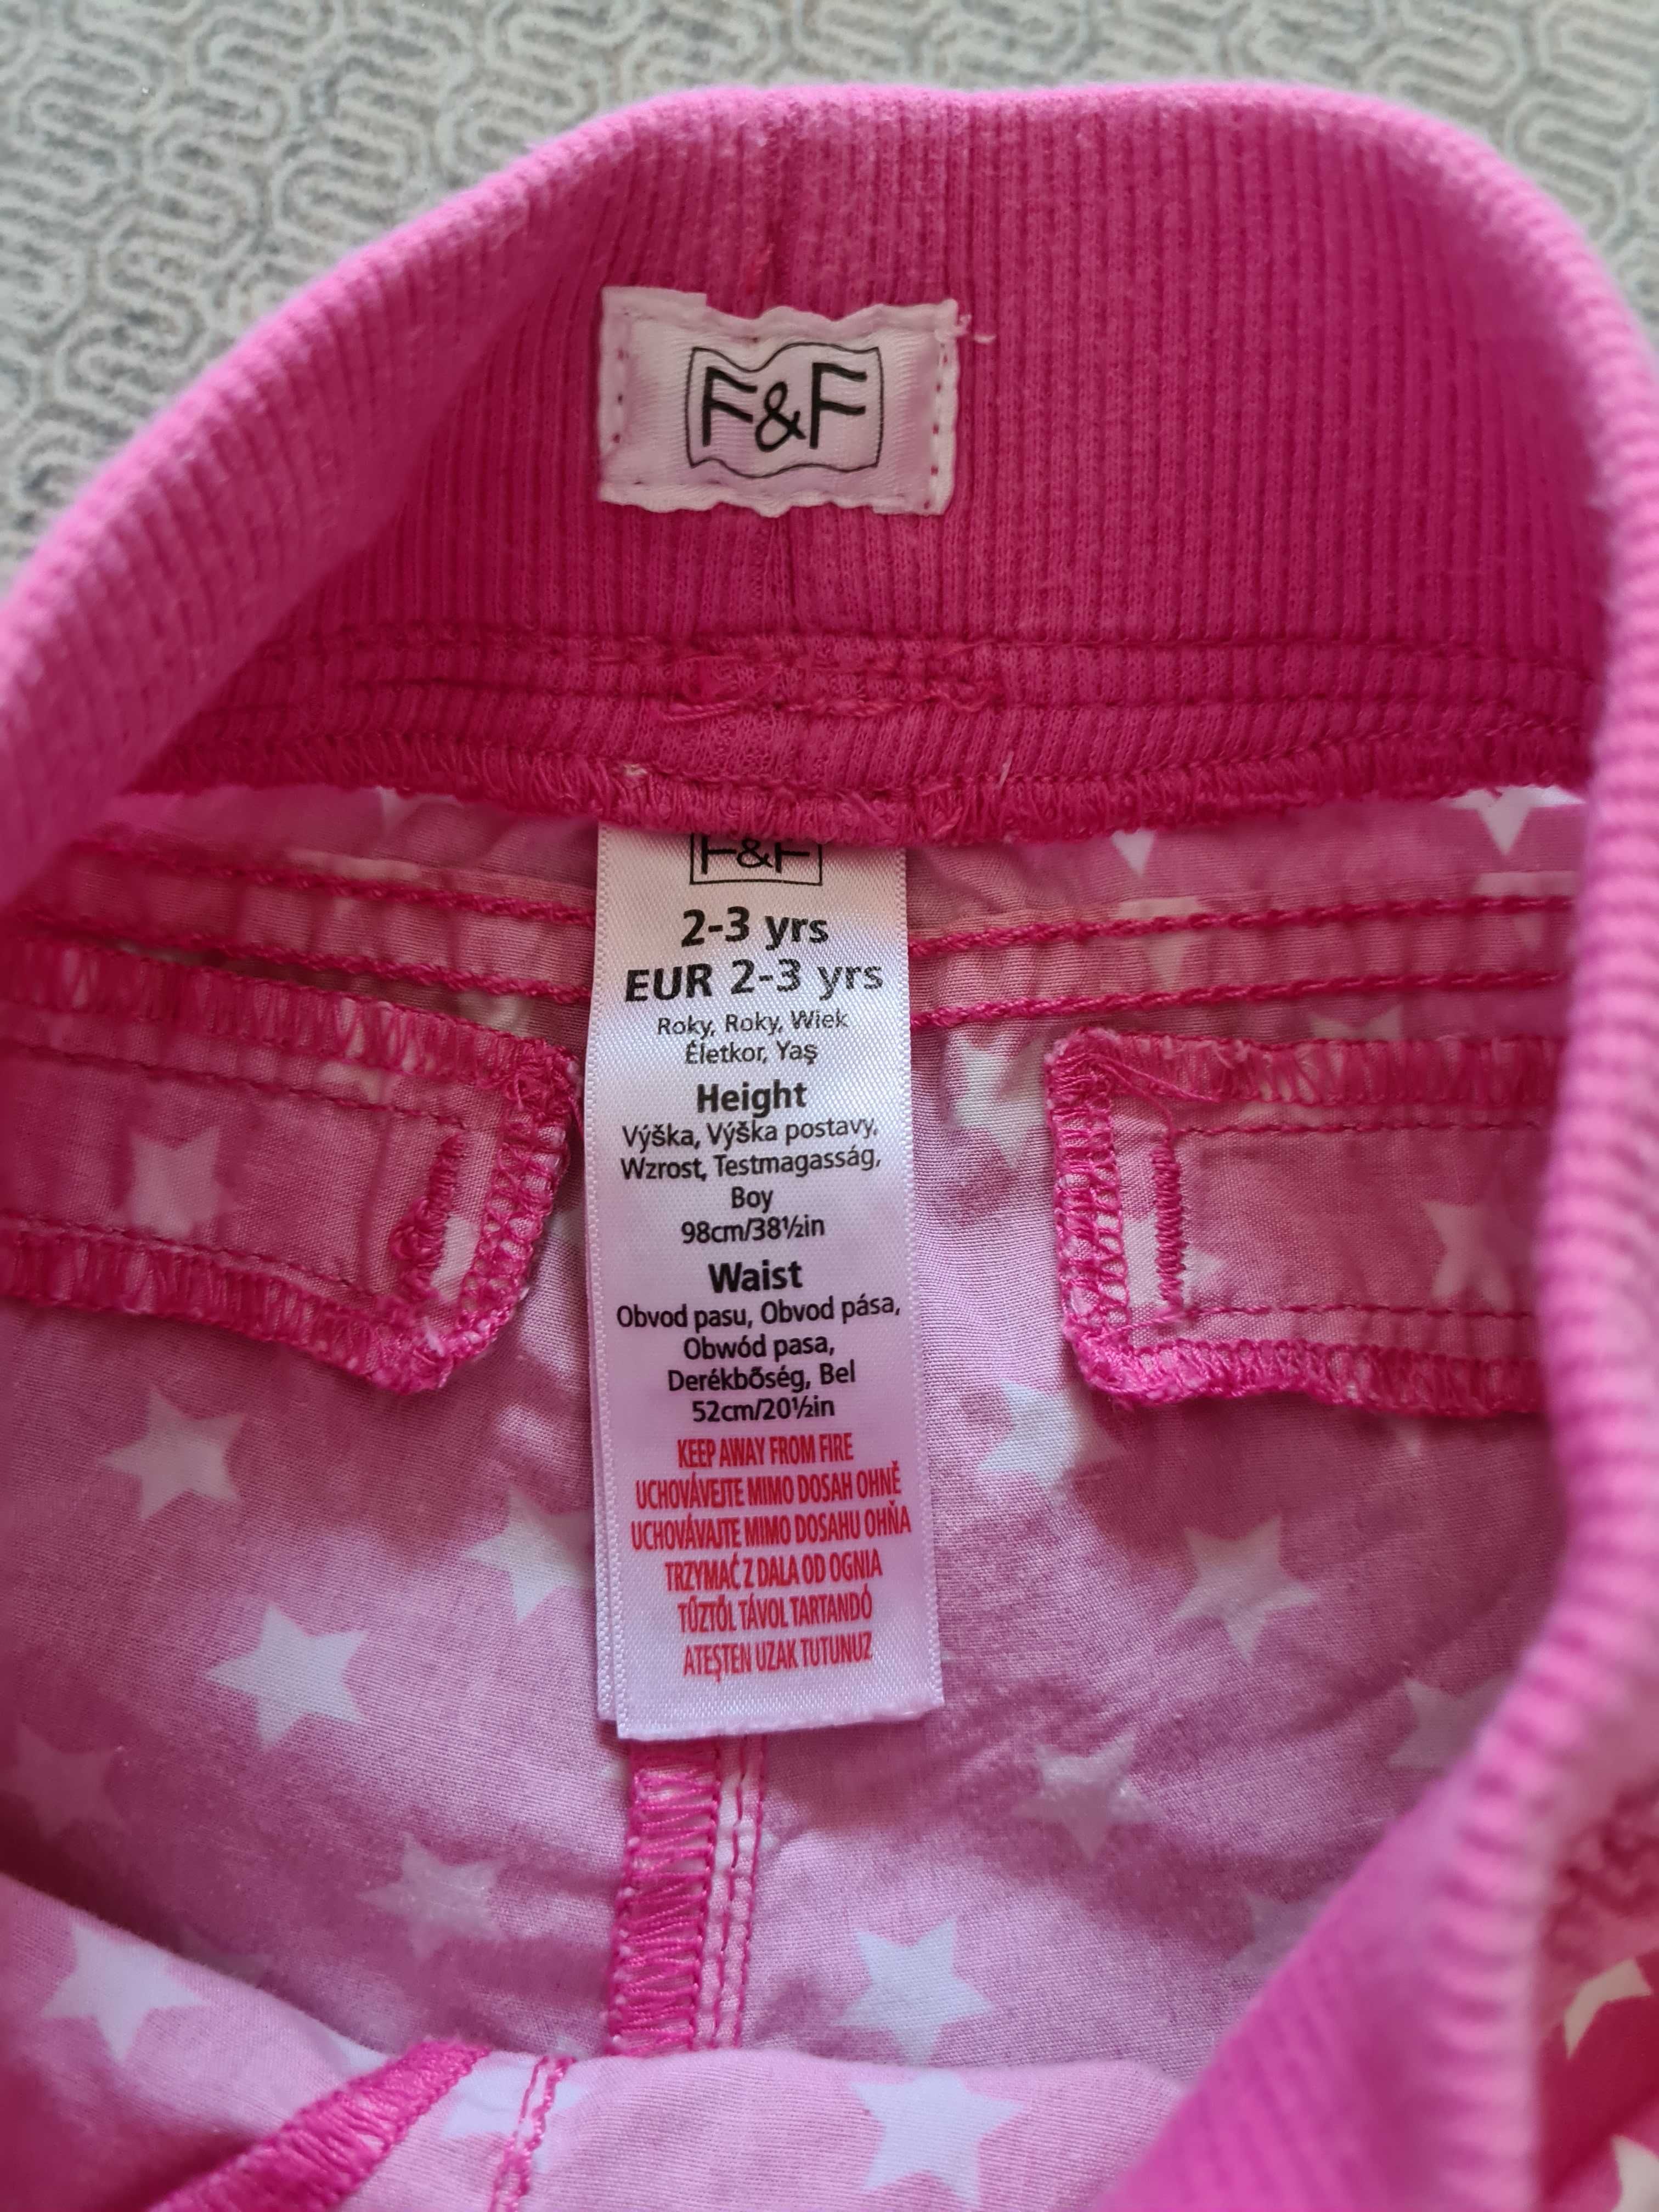 F&F
F&F
2-3 yrs
EUR 2-3 yrs
Roky, Roky, Wiek
Életkor, Yaş
Height
Výška, Výška postavy,
Wzrost, Testmagasság,
Boy
98cm/38½in
Waist
Obvod pasu, Obvod pása,
Obwód pasa,
Derékbőség, Bel
52cm/20½in
KEEP AWAY FROM FIRE
UCHOVÁVEJTE MIMO DOSAH OHNĚ
UCHOVÁVAJTE MIMO DOSAHU OHŇA
TRZYMAĆ Z DALA OD OGNIA
TŰZTŐL TÁVOL TARTANDÓ
ATEŞTEN UZAK TUTUNUZ